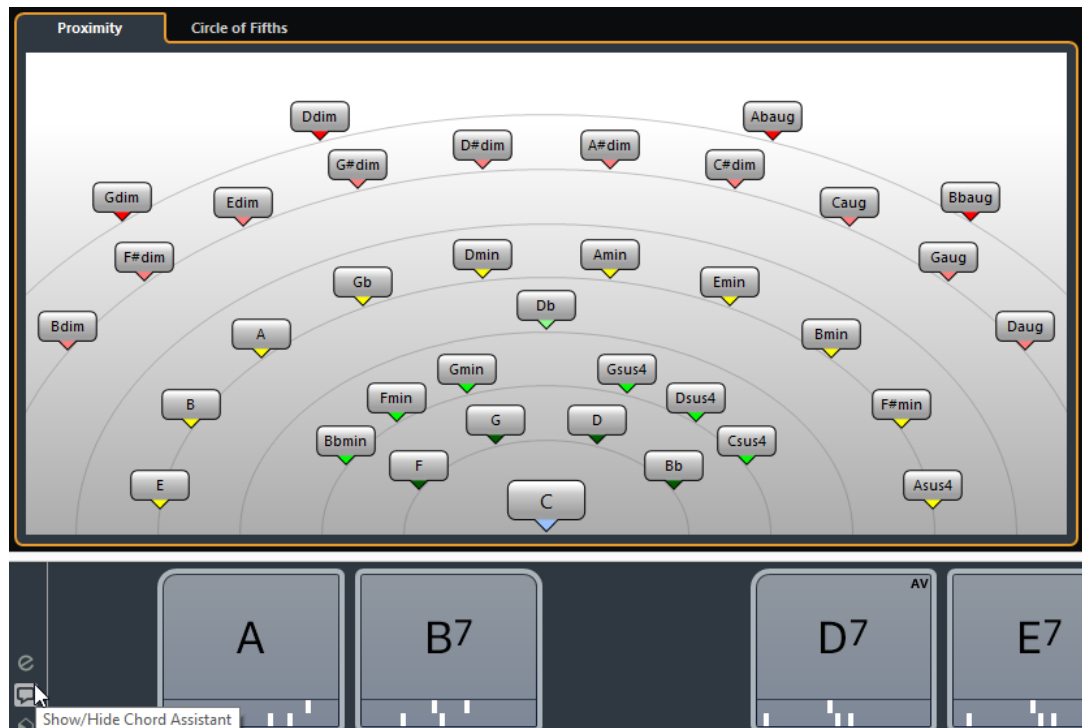 Proximity
Circle of Fifths
Ddim
Abaug
D#dim
A#dim
G#dim
C#dim
Gdim
Edim
Caug
Bbaug
F#dim
Dmin
Amin
Gaug
Gb
Emin
Db
Bdim
A
Bmin
Daug
Gmin
Gsus4
B
Fmin
Dsus4
F#min
G
D
Bbmin
Csus4
F
Bb
E
C
Asus4
AV
A
B7
D7
E7
Show/Hide Chord Assistant